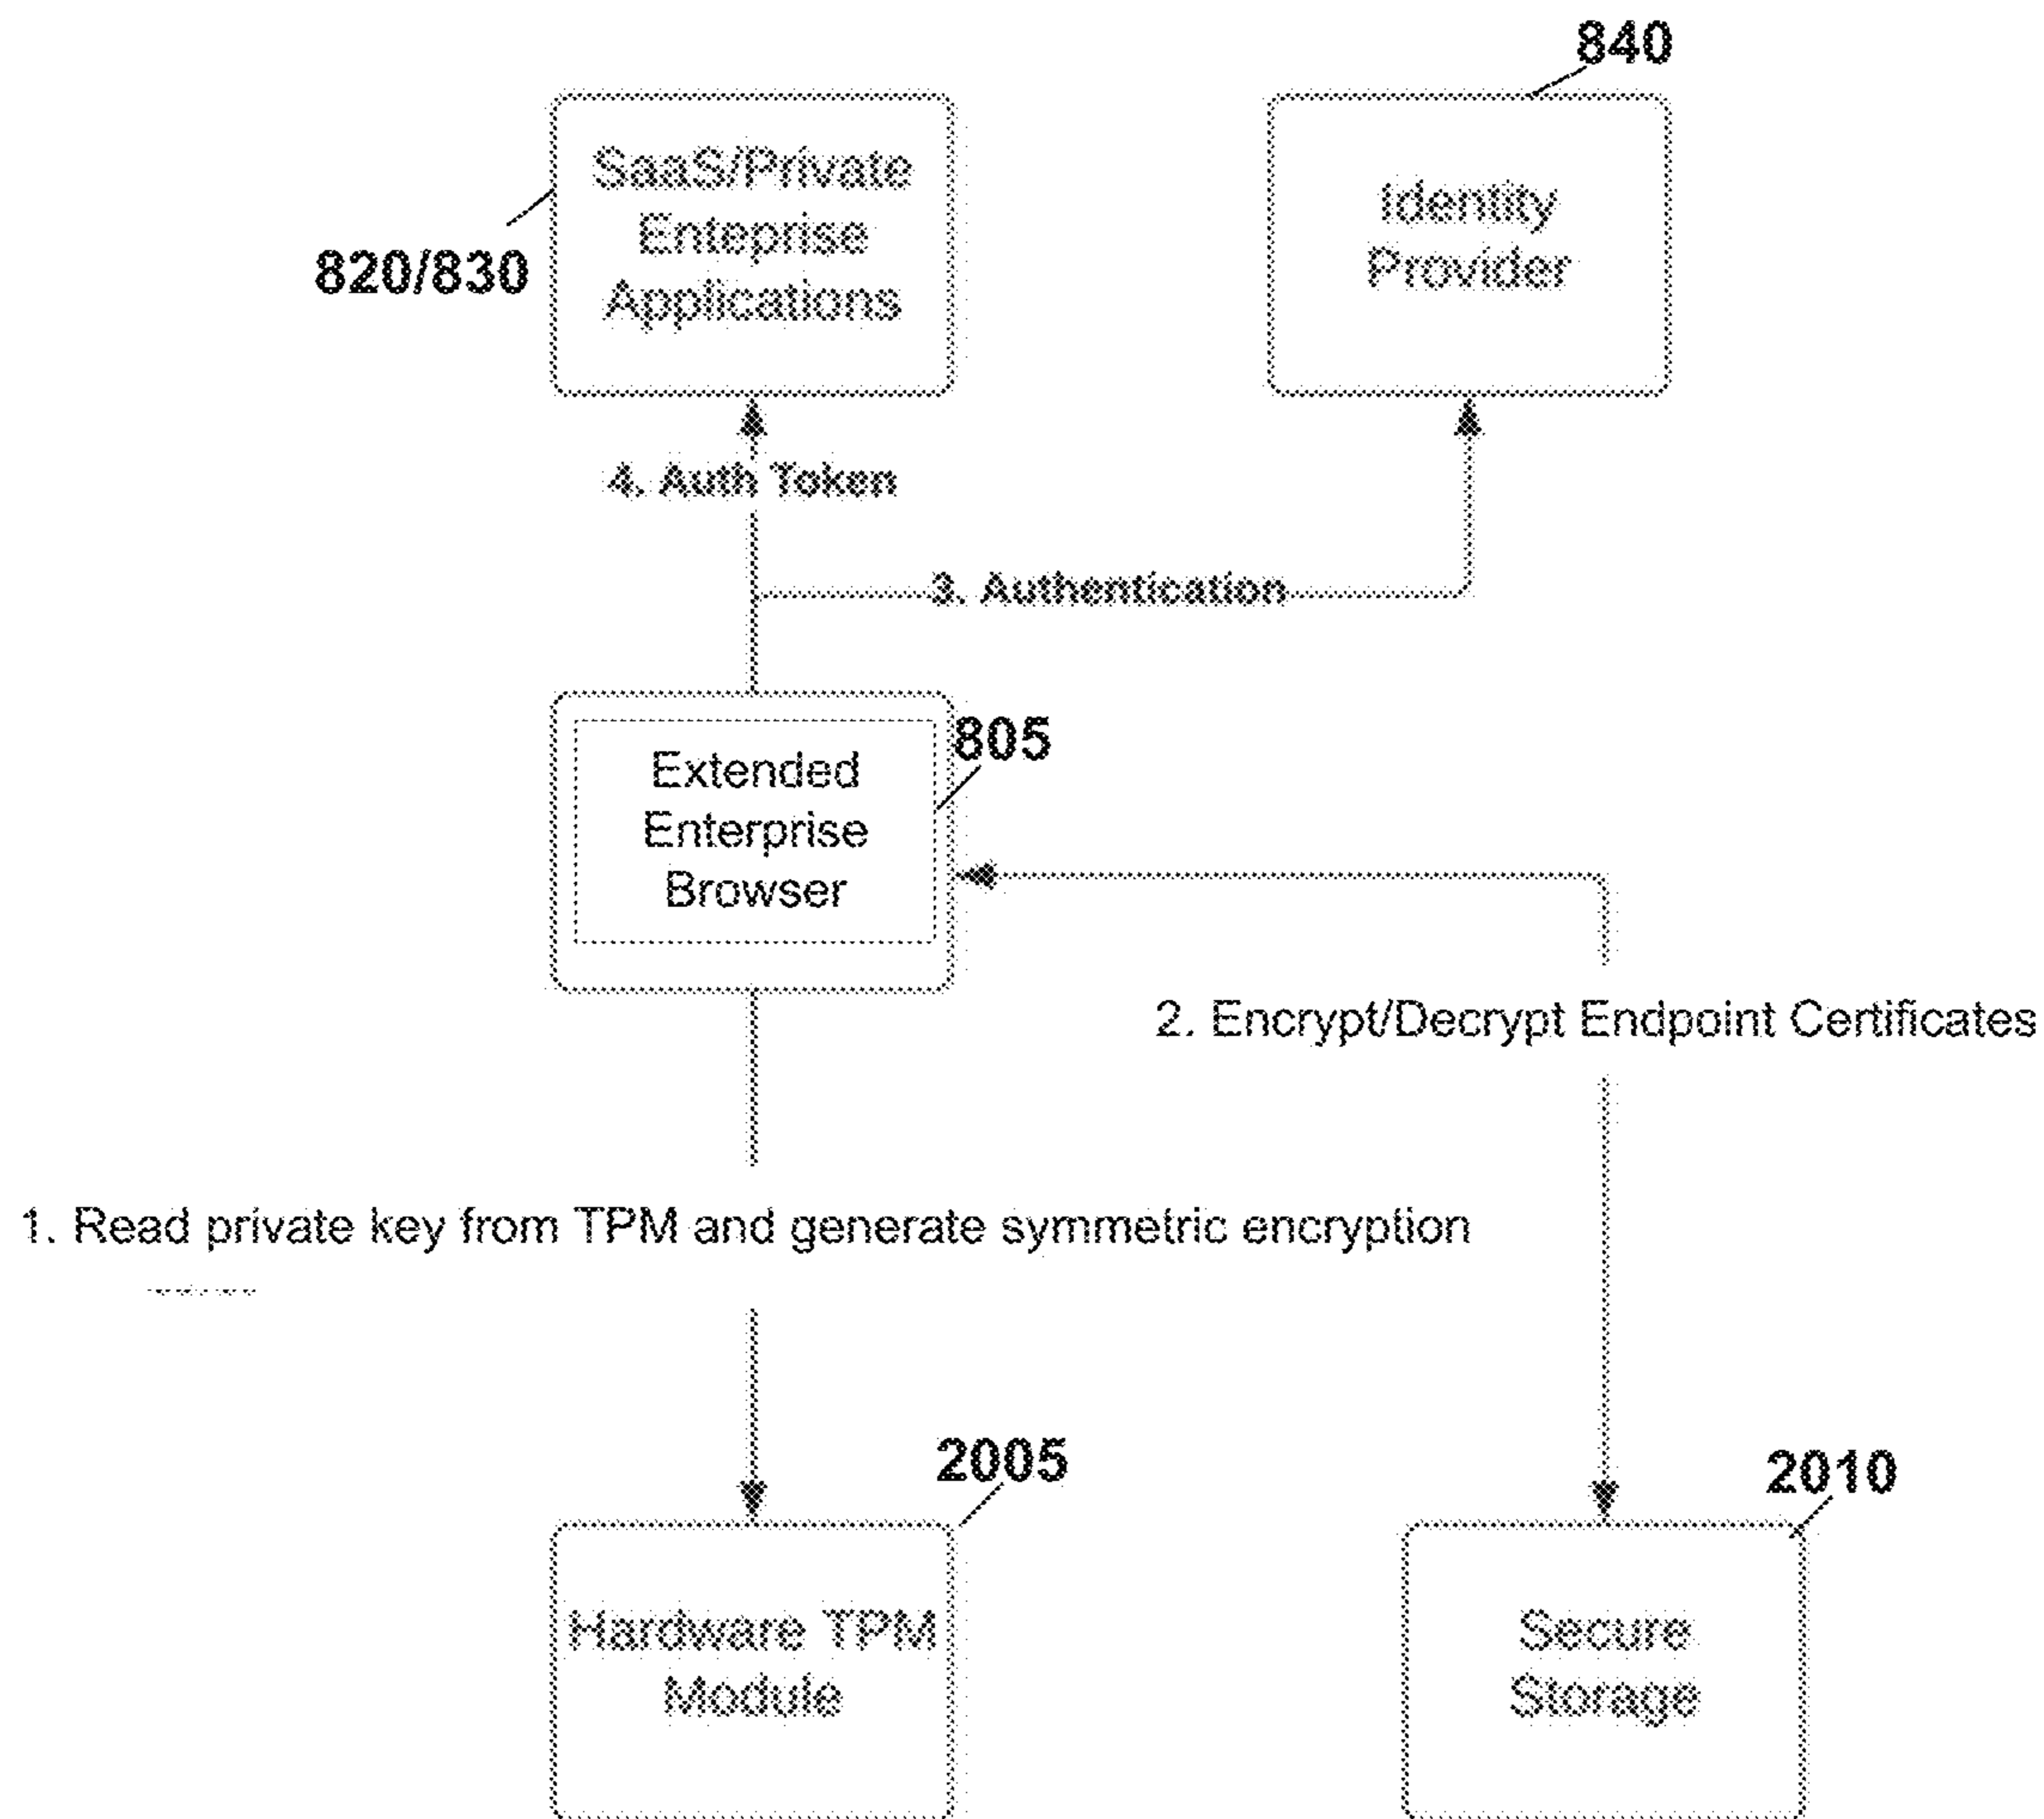 840
SaaS/Private
Enteprise
Applications
Identity
Provider
820/830
4. Auth Token
3. Authentication
805
Extended
Enterprise
Browser
2. Encrypt/Decrypt Endpoint Certificates
1. Read private key from TPM and generate symmetric encryption
2005
2010
Hardware TPM
Module
Secure
Storage